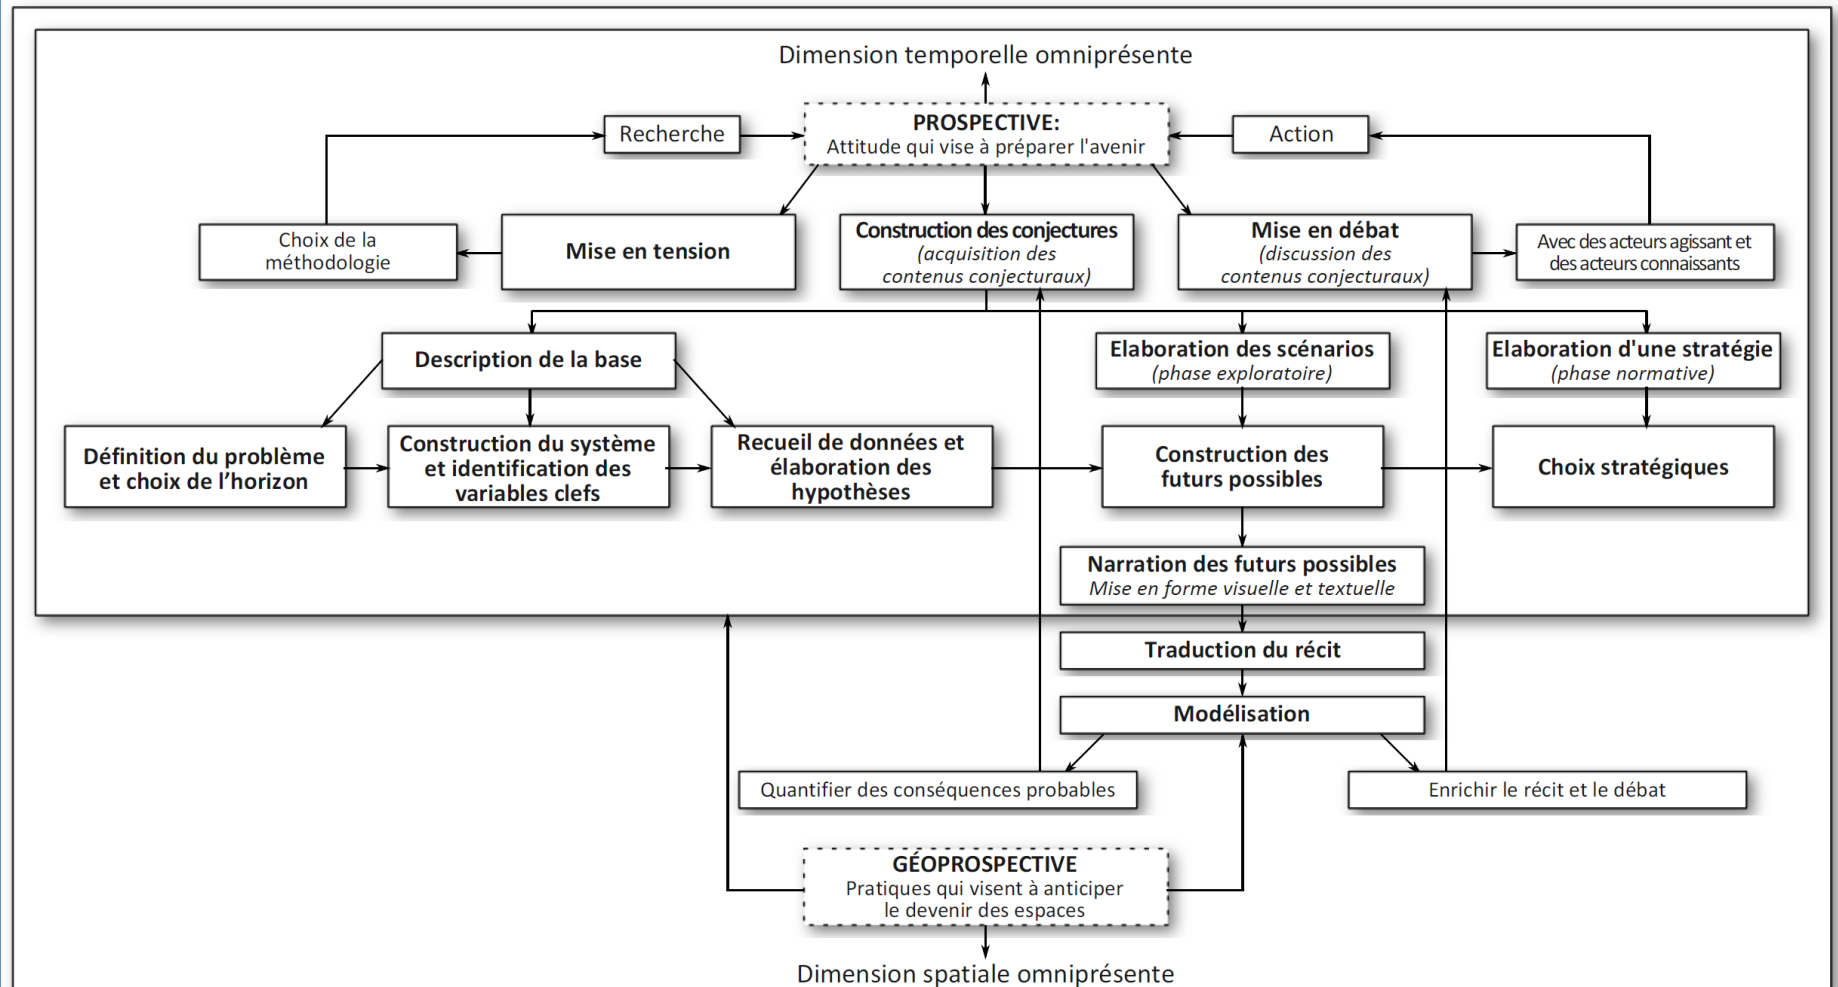 Dimension temporelle omniprésente
Recherche
PROSPECTIVE:
Attitude qui vise à préparer l'avenir
Action
Choix de la
méthodologie
Mise en tension
Construction des conjectures
(acquisition des
contenus conjecturaux)
Mise en débat
(discussion des
contenus conjecturaux)
Avec des acteurs agissant et
des acteurs connaissants
Description de la base
Elaboration des scénarios
(phase exploratoire)
Elaboration d'une stratégie
(phase normative)
Définition du problème
et choix de l’horizon
Construction du système
et identification des
variables clefs
Recueil de données et
élaboration des
hypothèses
Construction des
futurs possibles
Choix stratégiques
Narration des futurs possibles
Mise en forme visuelle et textuelle
Traduction du récit
Modélisation
Quantifier des conséquences probables
Enrichir le récit et le débat
GÉOPROSPECTIVE
Pratiques qui visent à anticiper
le devenir des espaces
Dimension spatiale omniprésente